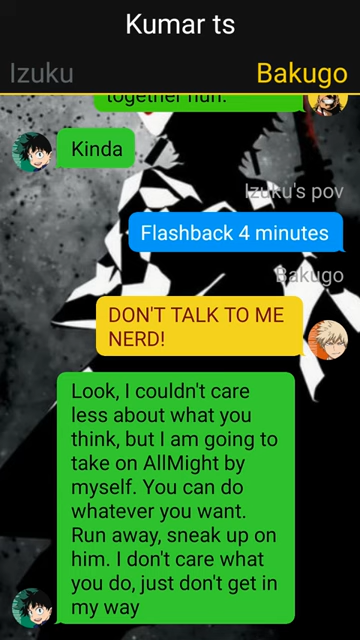 Kumar ts
Izuku
Bakugo
together huh.
Kinda
Izuku's pov
Flashback 4 minutes
Bakugo
DON'T TALK TO ME
NERD!
Look, I couldn't care
less about what you
think, but I am going to
take on AllMight by
myself. You can do
whatever you want.
Run away, sneak up on
him. I don't care what
you do, just don't get in
my way